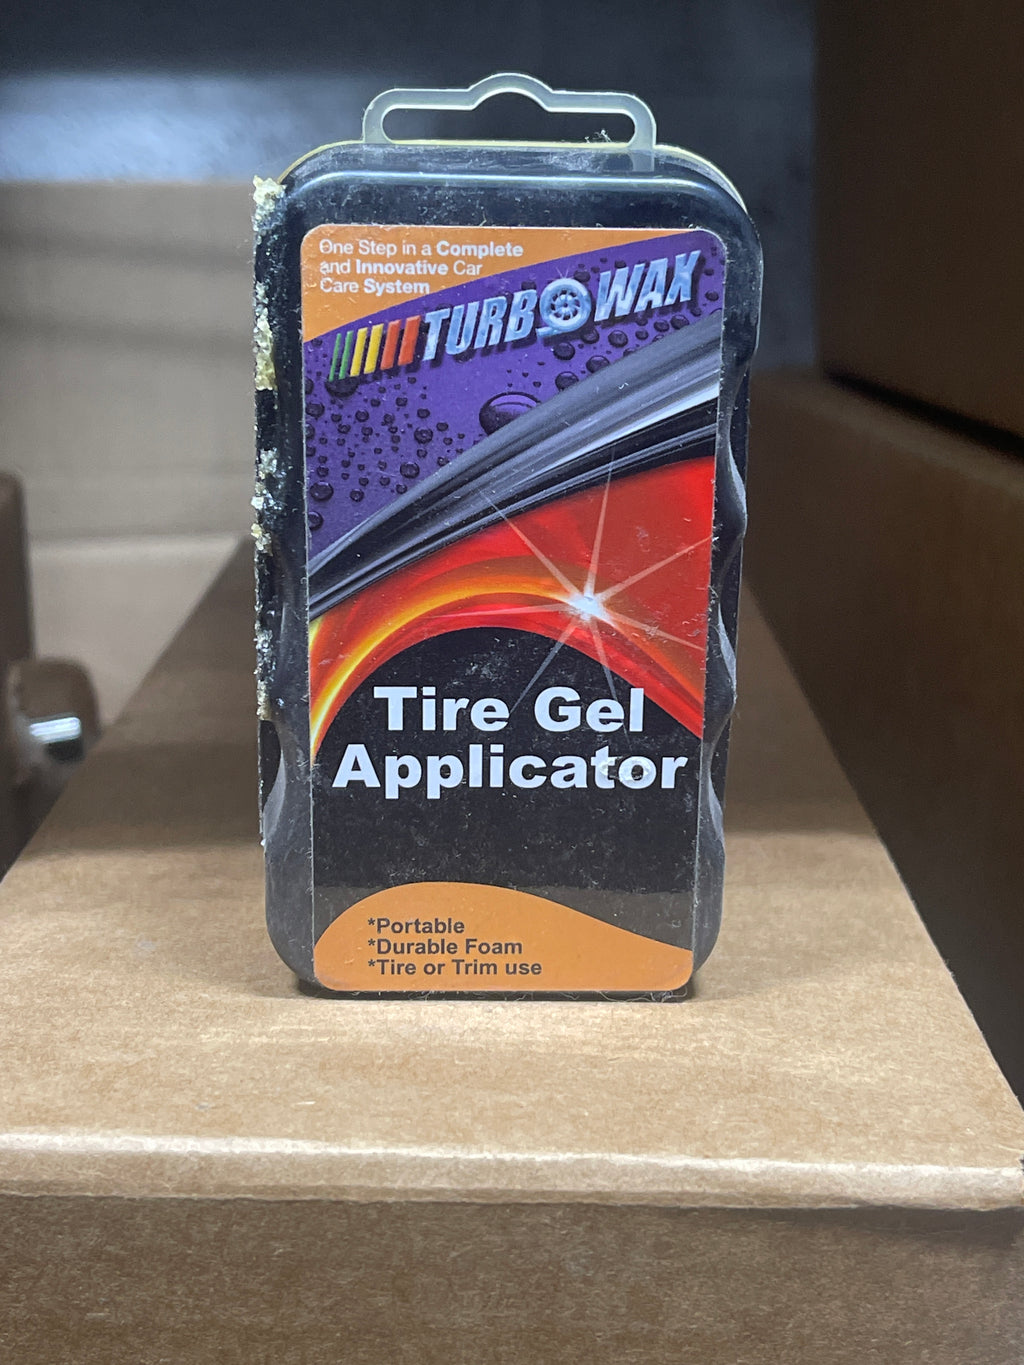 One Step in a Complete
and Innovative Car
Care System
TURBO WAX
Tire Gel
Applicator
*Portable
*Durable Foam
*Tire or Trim use